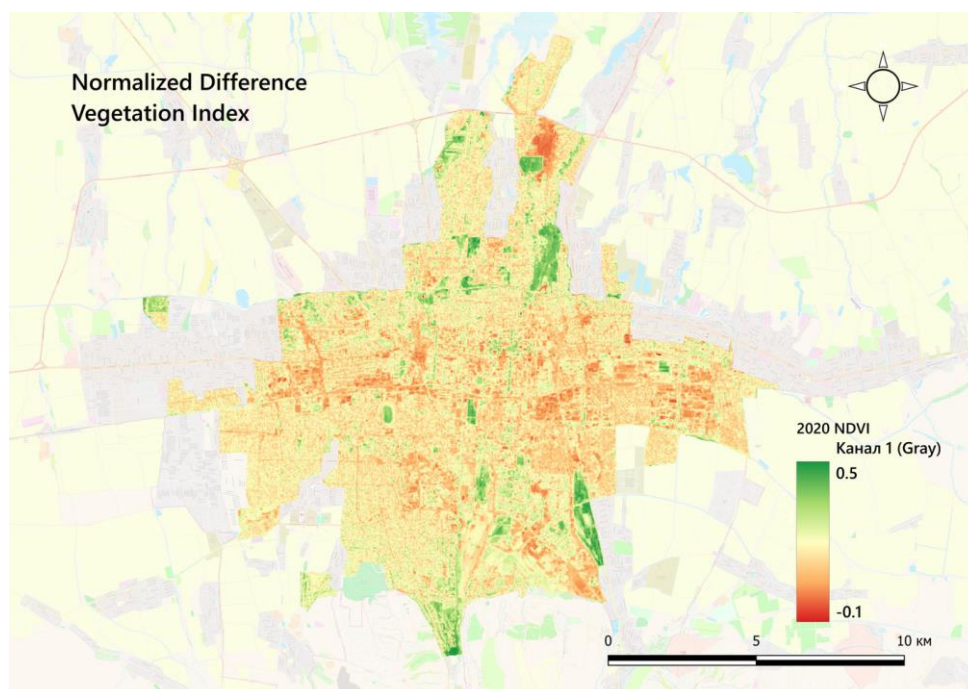 Normalized Difference
Vegetation Index
2020 NDVI
Канал 1 (Gray)
0.5
-0.1
0 5 10 км